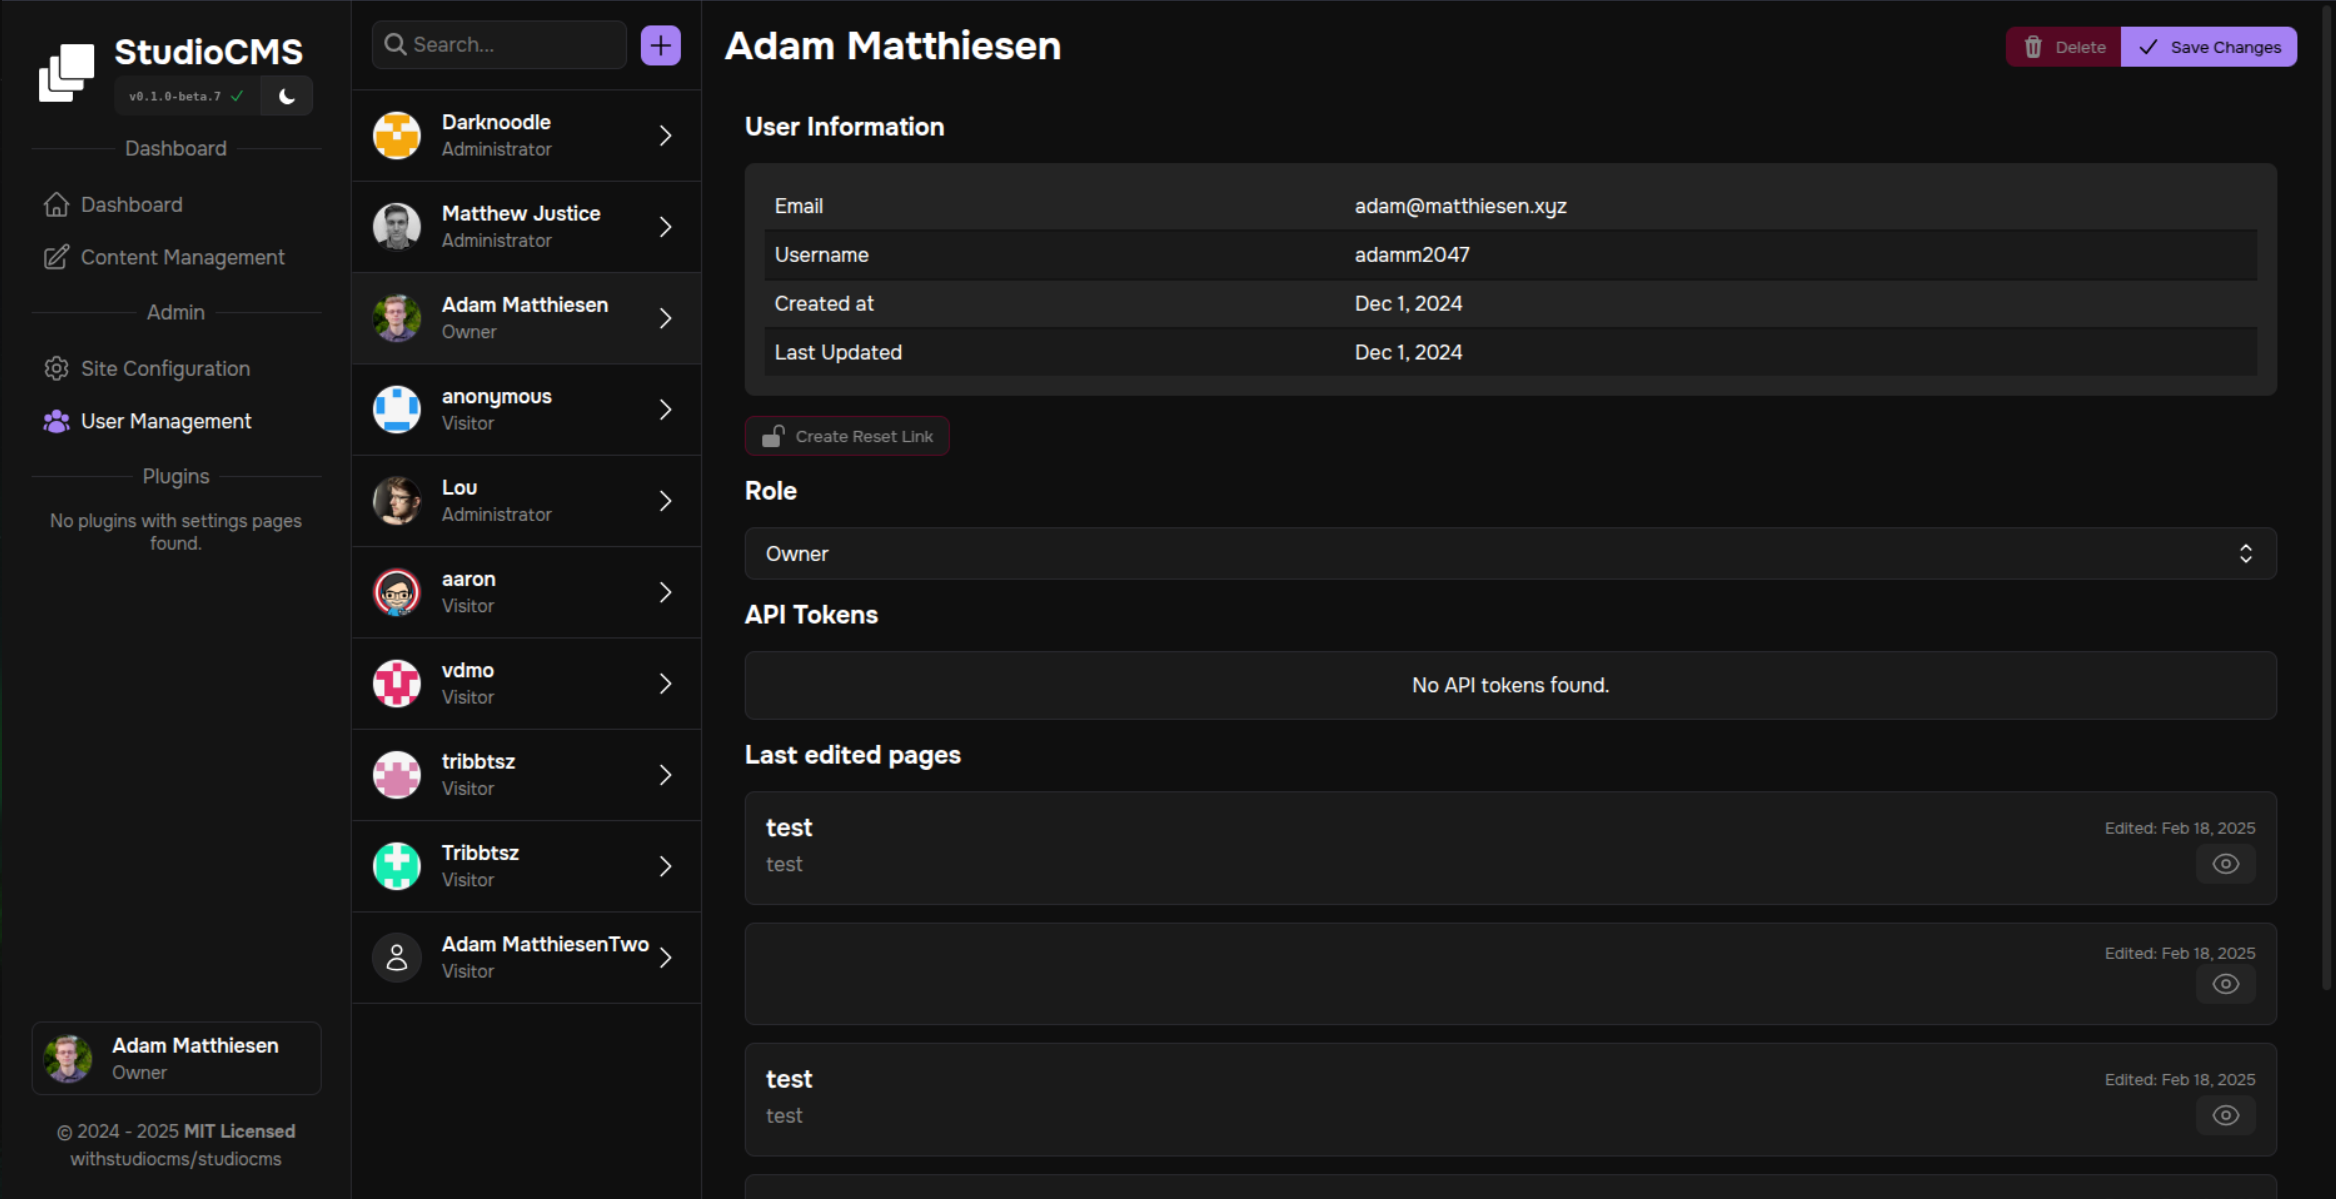 StudioCMS
v0.1.0-beta.7
Dashboard
Dashboard
Content Management
Admin
Site Configuration
User Management
Plugins
No plugins with settings pages
found.
Adam Matthiesen
Owner
© 2024 - 2025 MIT Licensed
withstudiocms/studiocms
Search...
Darknoodle
Administrator
Matthew Justice
Administrator
Adam Matthiesen
Owner
anonymous
Visitor
Lou
Administrator
aaron
Visitor
vdmo
Visitor
tribbtsz
Visitor
Tribbtsz
Visitor
Adam MatthiesenTwo
Visitor
Adam Matthiesen
Delete
Save Changes
User Information
Email adam@matthiesen.xyz
Username adamm2047
Created at Dec 1, 2024
Last Updated Dec 1, 2024
Create Reset Link
Role
Owner
API Tokens
No API tokens found.
Last edited pages
test
Edited: Feb 18, 2025
test
Edited: Feb 18, 2025
test
Edited: Feb 18, 2025
test